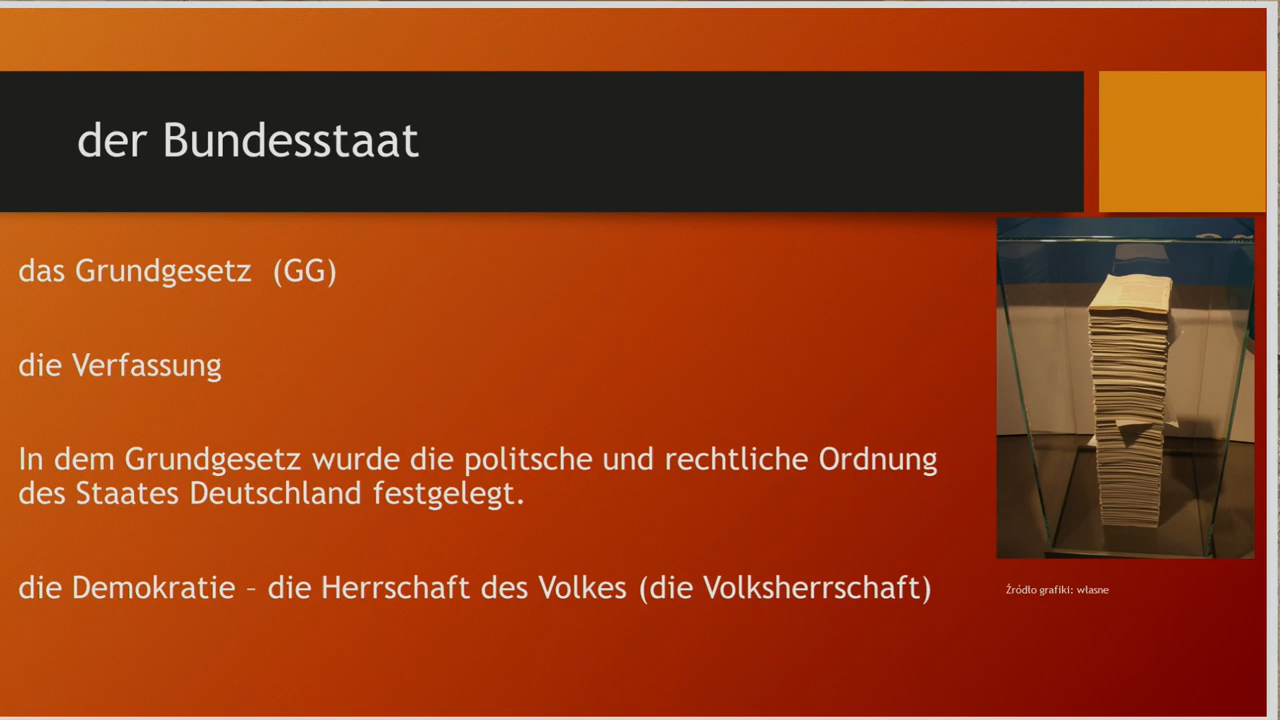 der Bundesstaat
das Grundgesetz (GG)
die Verfassung
In dem Grundgesetz wurde die politsche und rechtliche Ordnung
des Staates Deutschland festgelegt.
die Demokratie – die Herrschaft des Volkes (die Volksherrschaft)
Źródło grafiki: własne